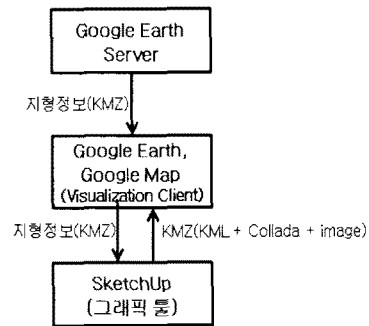 Google Earth
Server
지형정보(KMZ)
Google Earth,
Google Map
(Visualization Client)
지형정보(KMZ)
KMZ(KML + Collada + image)
SketchUp
(그래픽 툴)